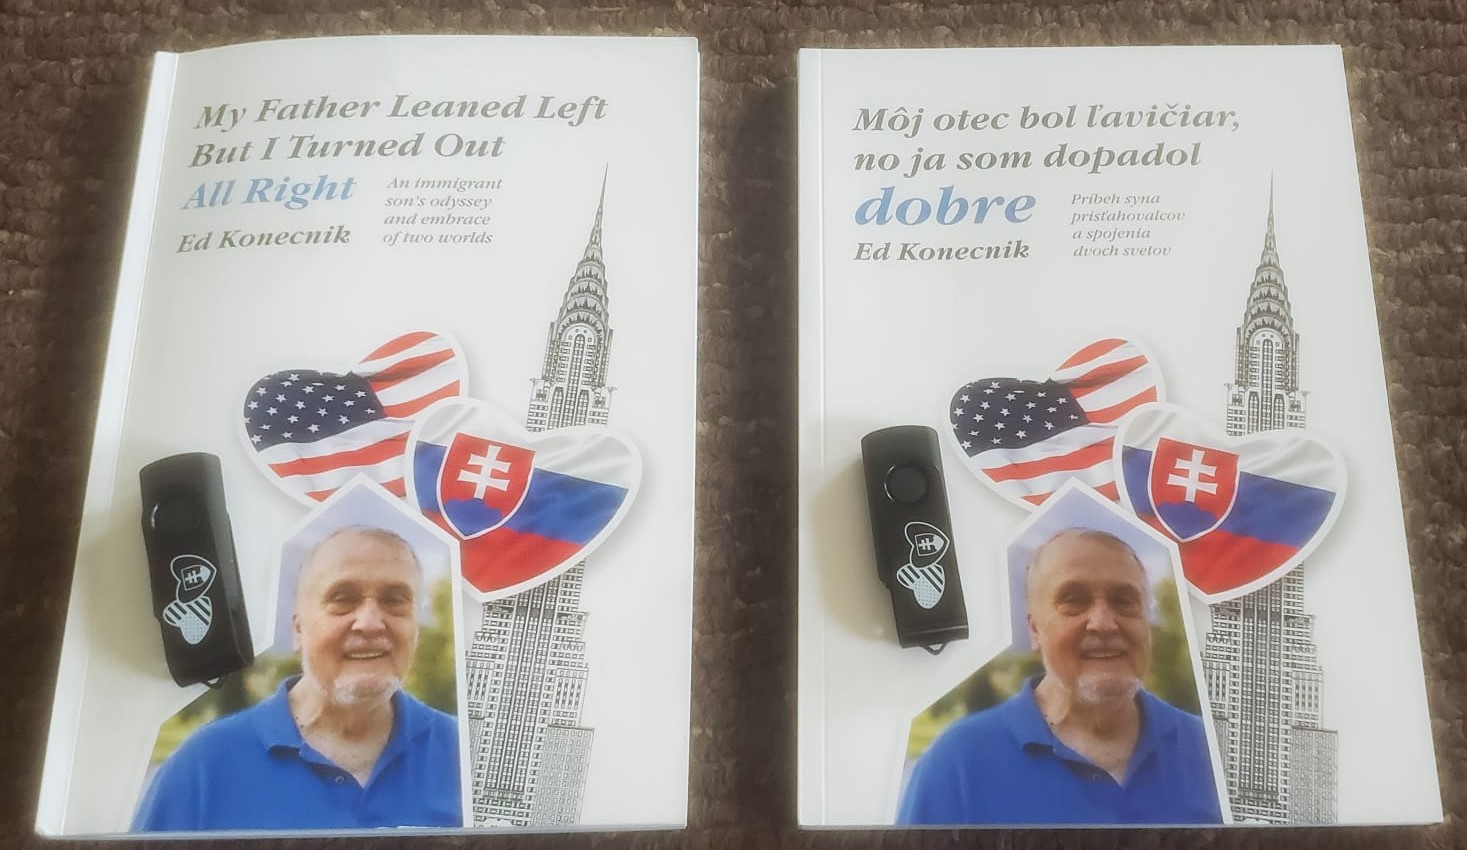 My Father Leaned Left
But I Turned Out
All Right
An immigrant
son's odyssey
and embrace
of two worlds
Ed Konecnik
Môj otec bol ľavičiar,
no ja som dopadol
dobre
Príbeh syna
prisťahovalcov
a spojenia
dvoch svetov
Ed Konecnik